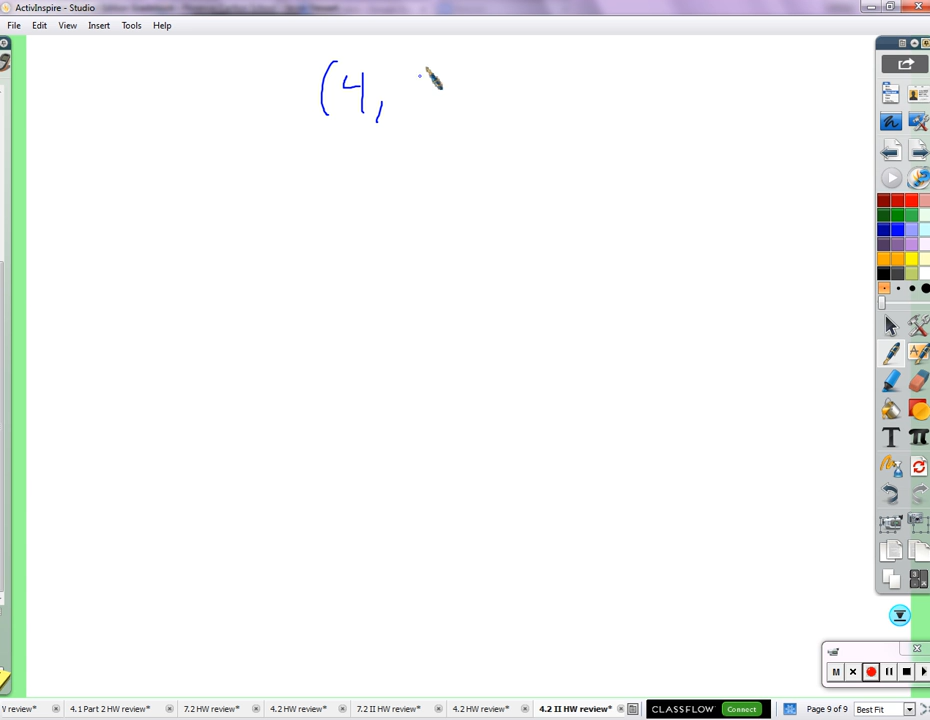 ActivInspire - Studio
File Edit View Insert Tools Help
(4,
V review* 4.1 Part 2 HW review* 7.2 HW review* 4.2 HW review* 7.2 II HW review* 4.2 HW review* 4.2 II HW review* CLASSFLOW Connect Page 9 of 9 Best Fit
M